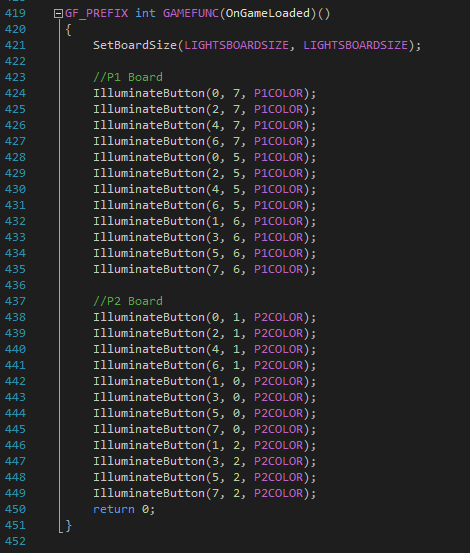 419 GF_PREFIX int GAMEFUNC(OnGameLoaded)()
420 {
421 SetBoardSize(LIGHTSBOARDSIZE, LIGHTSBOARDSIZE);
422
423 //P1 Board
424 IlluminateButton(0, 7, P1COLOR);
425 IlluminateButton(2, 7, P1COLOR);
426 IlluminateButton(4, 7, P1COLOR);
427 IlluminateButton(6, 7, P1COLOR);
428 IlluminateButton(0, 5, P1COLOR);
429 IlluminateButton(2, 5, P1COLOR);
430 IlluminateButton(4, 5, P1COLOR);
431 IlluminateButton(6, 5, P1COLOR);
432 IlluminateButton(1, 6, P1COLOR);
433 IlluminateButton(3, 6, P1COLOR);
434 IlluminateButton(5, 6, P1COLOR);
435 IlluminateButton(7, 6, P1COLOR);
436
437 //P2 Board
438 IlluminateButton(0, 1, P2COLOR);
439 IlluminateButton(2, 1, P2COLOR);
440 IlluminateButton(4, 1, P2COLOR);
441 IlluminateButton(6, 1, P2COLOR);
442 IlluminateButton(1, 0, P2COLOR);
443 IlluminateButton(3, 0, P2COLOR);
444 IlluminateButton(5, 0, P2COLOR);
445 IlluminateButton(7, 0, P2COLOR);
446 IlluminateButton(1, 2, P2COLOR);
447 IlluminateButton(3, 2, P2COLOR);
448 IlluminateButton(5, 2, P2COLOR);
449 IlluminateButton(7, 2, P2COLOR);
450 return 0;
451 }
452